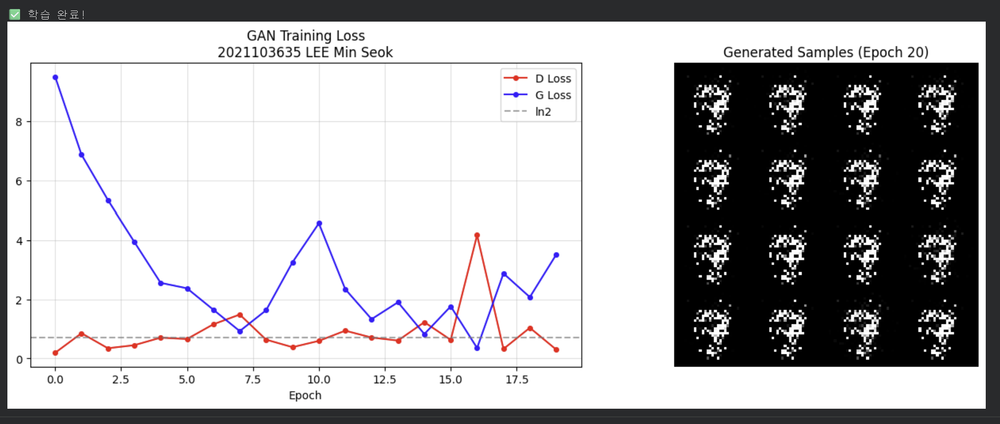 ✅ 학습 완료!
GAN Training Loss
2021103635 LEE Min Seok
D Loss
G Loss
ln2
8
6
4
2
0
0.0 2.5 5.0 7.5 10.0 12.5 15.0 17.5
Epoch
Generated Samples (Epoch 20)